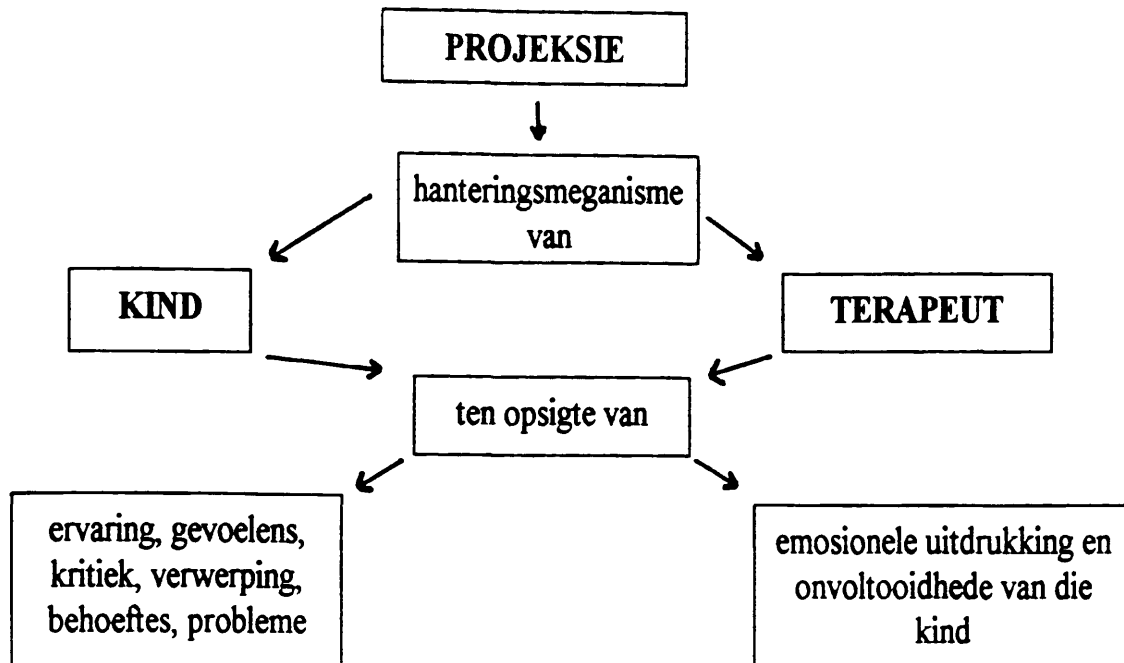 PROJEKSIE
hanteringsmeganisme
van
KIND
TERAPEUT
ten opsigte van
ervaring, gevoelens,
kritiek, verwerping,
behoeftes, probleme
emosionele uitdrukking en
onvoltooidhede van die
kind